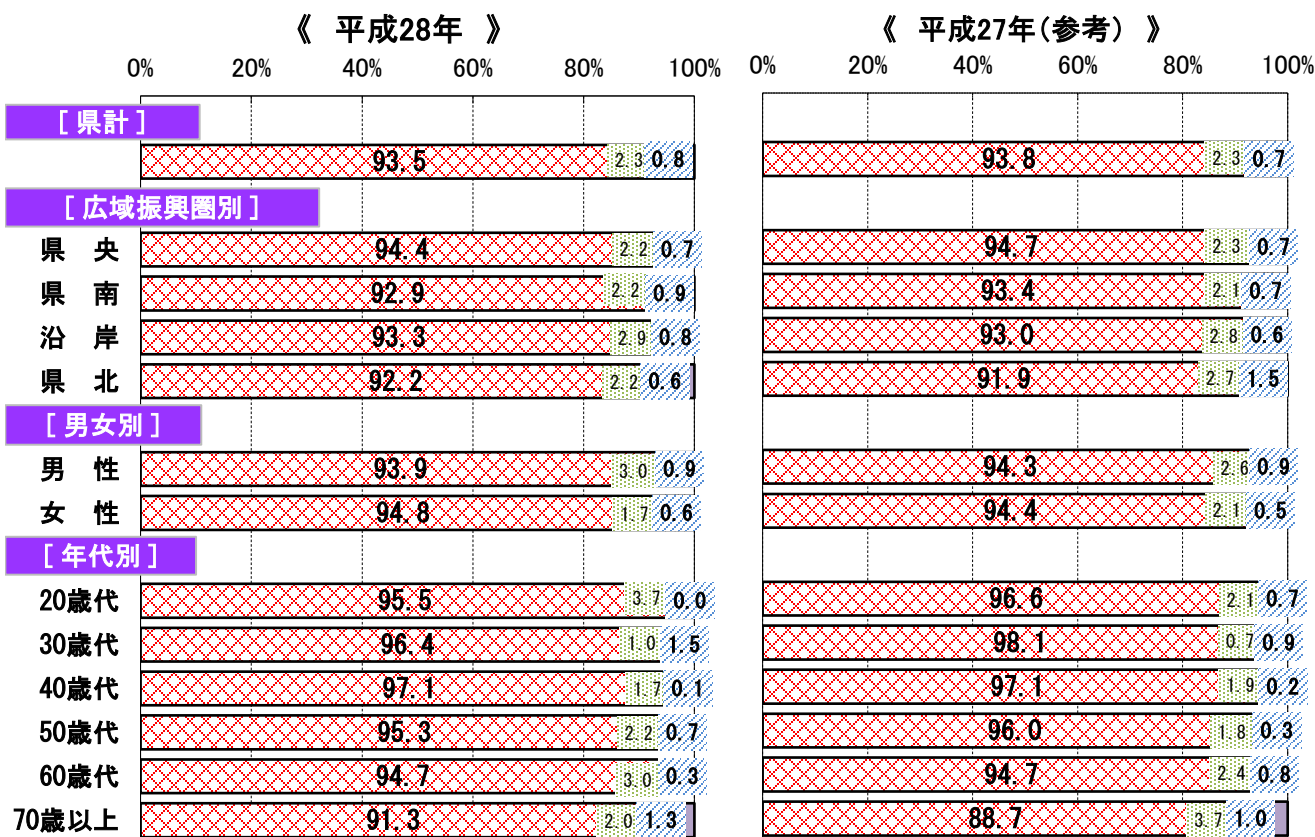 《 平成28年 》 《 平成27年(参考) 》
0% 20% 40% 60% 80% 100% 0% 20% 40% 60% 80% 100%
[ 県計 ]
93.5 2.3 0.8 93.8 2.3 0.7
[ 広域振興圏別 ]
県 央 94.4 2.2 0.7 94.7 2.3 0.7
県 南 92.9 2.2 0.9 93.4 2.1 0.7
沿 岸 93.3 2.9 0.8 93.0 2.8 0.6
県 北 92.2 2.2 0.6 91.9 2.7 1.5
[ 男女別 ]
男 性 93.9 3.0 0.9 94.3 2.6 0.9
女 性 94.8 1.7 0.6 94.4 2.1 0.5
[ 年代別 ]
20歳代 95.5 3.7 0.0 96.6 2.1 0.7
30歳代 96.4 1.0 1.5 98.1 0.7 0.9
40歳代 97.1 1.7 0.1 97.1 1.9 0.2
50歳代 95.3 2.2 0.7 96.0 1.8 0.3
60歳代 94.7 3.0 0.3 94.7 2.4 0.8
70歳以上 91.3 2.0 1.3 88.7 3.7 1.0